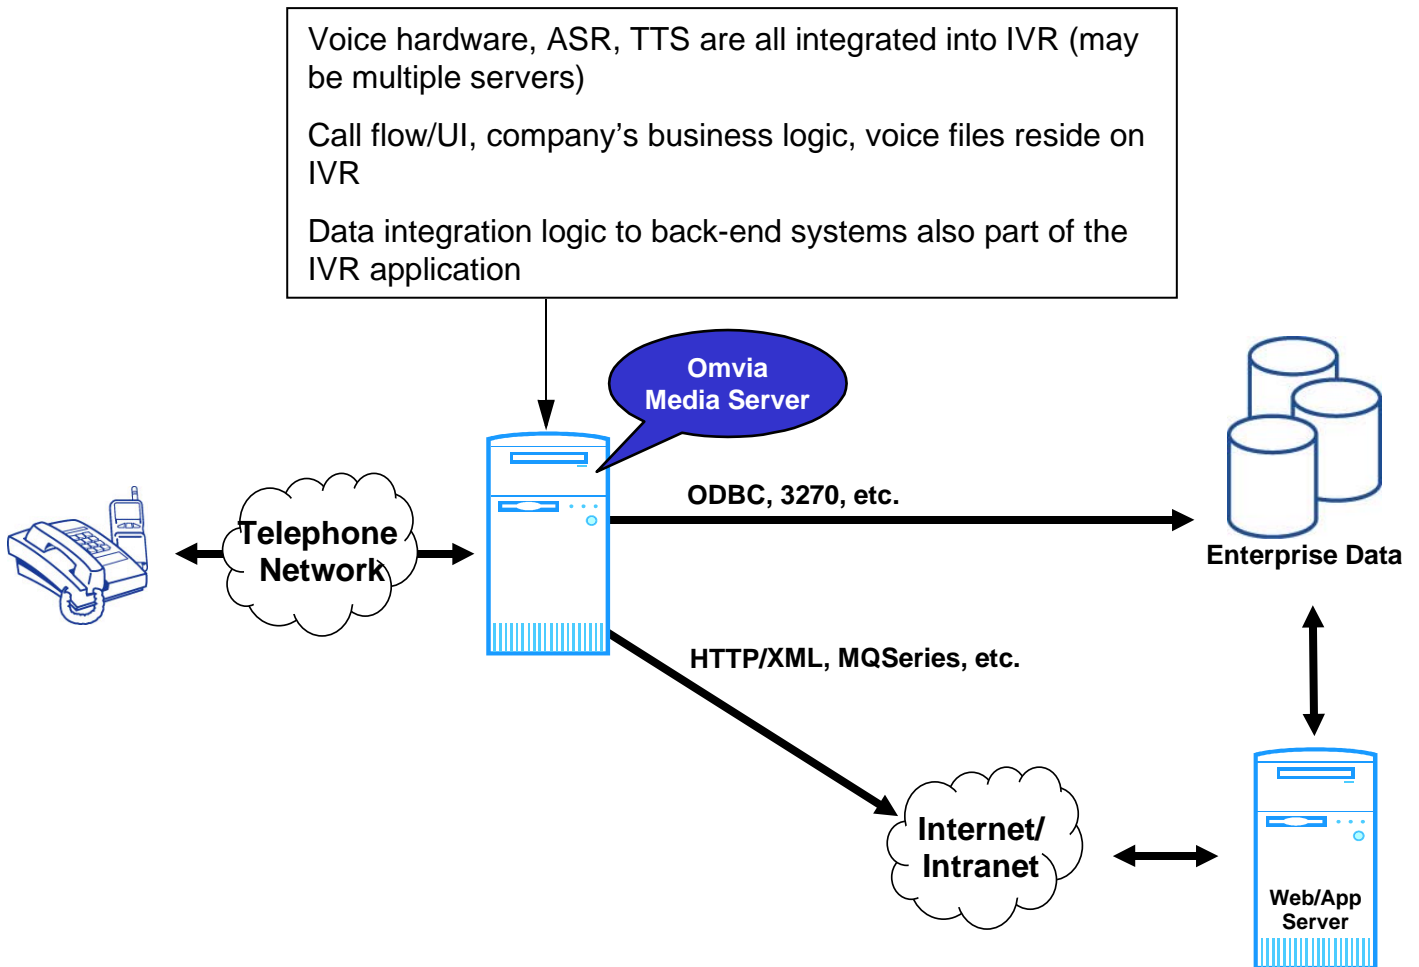 Voice hardware, ASR, TTS are all integrated into IVR (may
be multiple servers)
Call flow/UI, company’s business logic, voice files reside on
IVR
Data integration logic to back-end systems also part of the
IVR application
Omvia
Media Server
ODBC, 3270, etc.
Telephone
Network
Enterprise Data
HTTP/XML, MQSeries, etc.
Internet/
Intranet
Web/App
Server